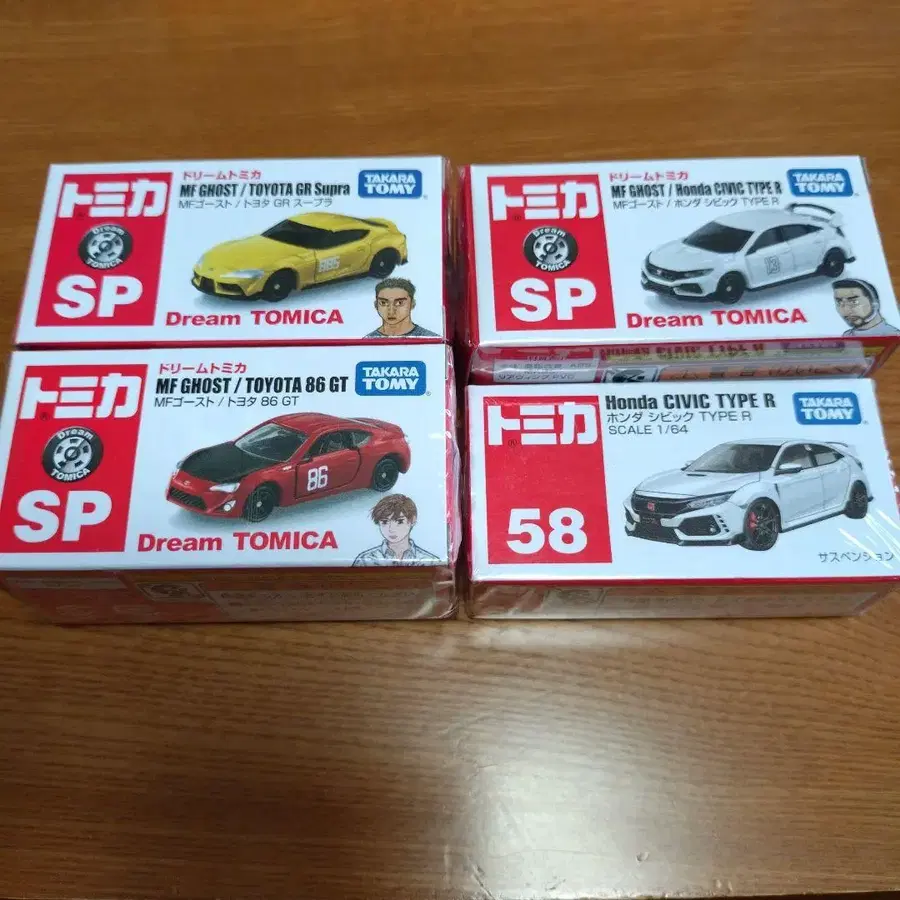 トミカ
®
Dream
TOMICA
SP
ドリームトミカ
MF GHOST / TOYOTA GR Supra
MFゴースト / トヨタ GR スープラ
TAKARA
TOMY
Dream TOMICA
トミカ
®
Dream
TOMICA
SP
ドリームトミカ
MF GHOST / Honda CIVIC TYPE R
MFゴースト / ホンダ シビック TYPE R
TAKARA
TOMY
13
Dream TOMICA
トミカ
®
Dream
TOMICA
SP
ドリームトミカ
MF GHOST / TOYOTA 86 GT
MFゴースト / トヨタ 86 GT
TAKARA
TOMY
86
Dream TOMICA
トミカ
®
58
Honda CIVIC TYPE R
ホンダ シビック TYPE R
SCALE 1/64
TAKARA
TOMY
サスペンション